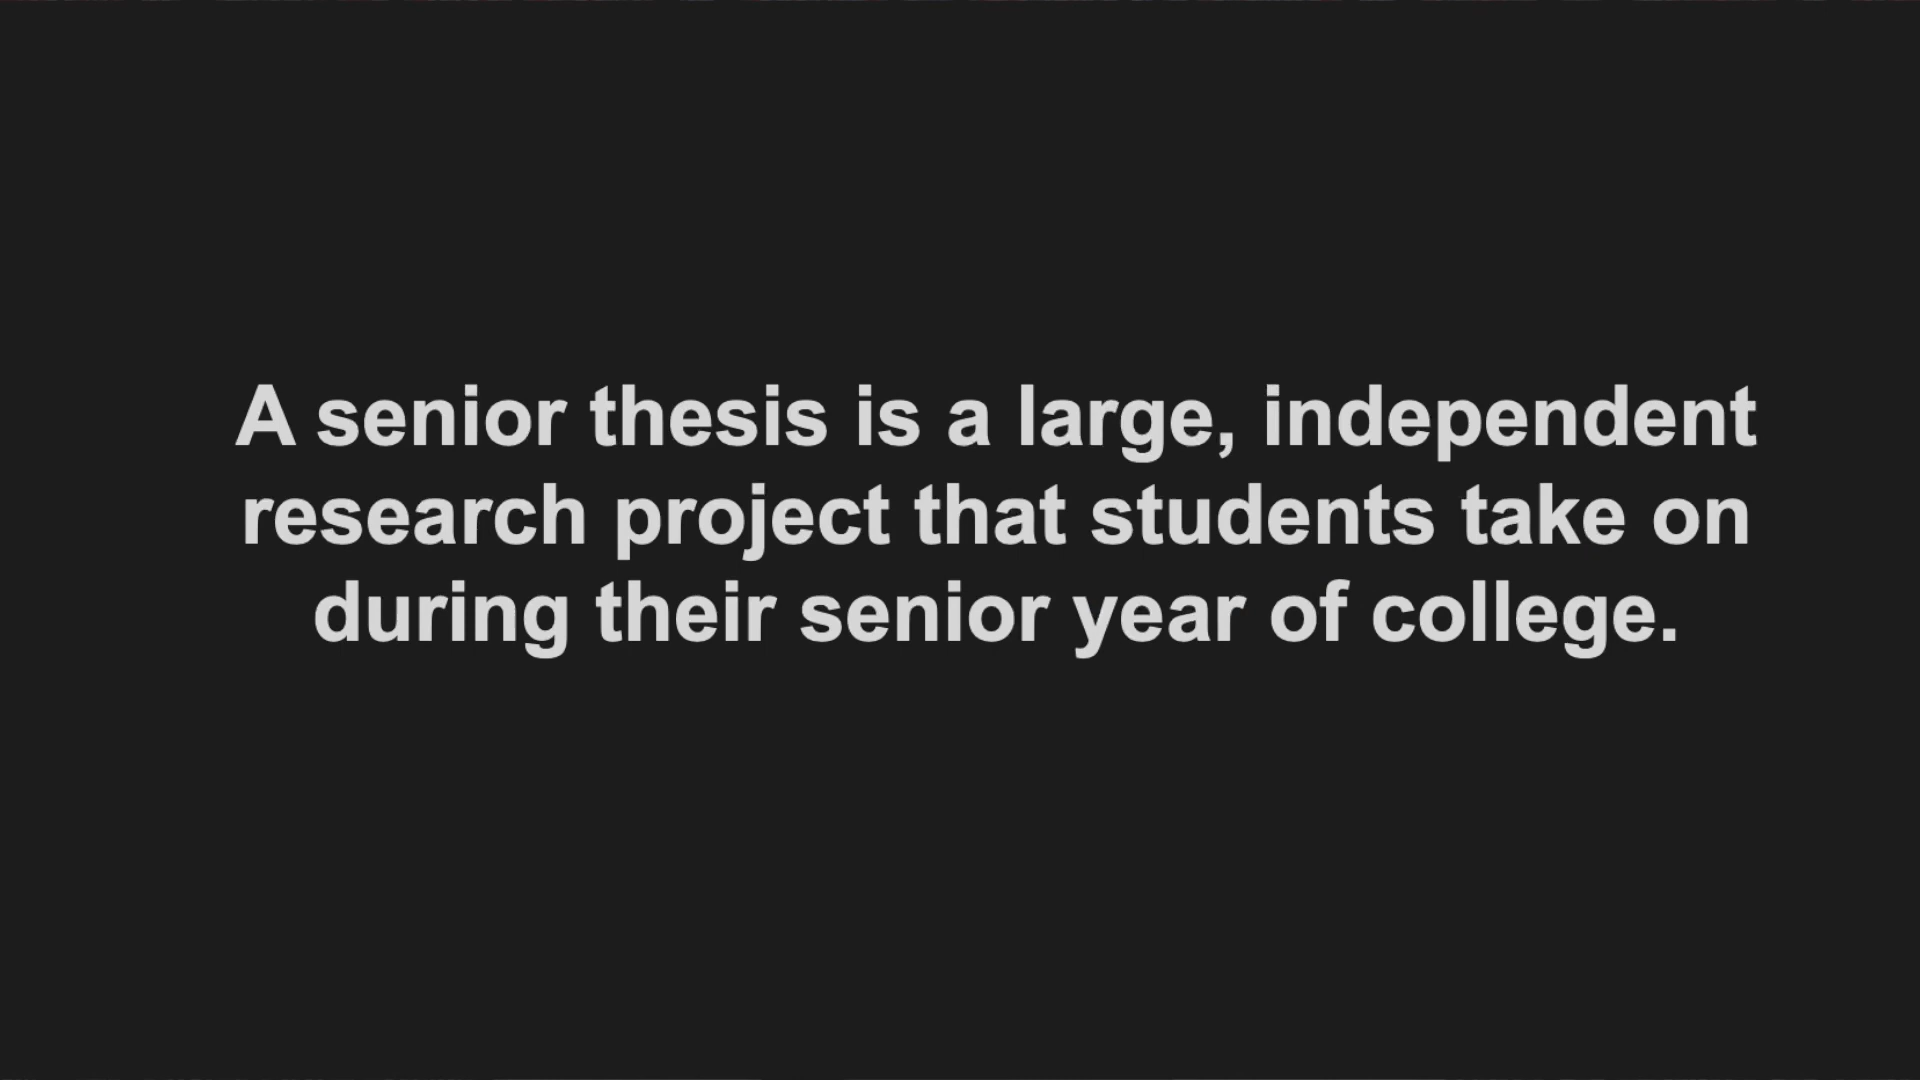 A senior thesis is a large, independent
research project that students take on
during their senior year of college.